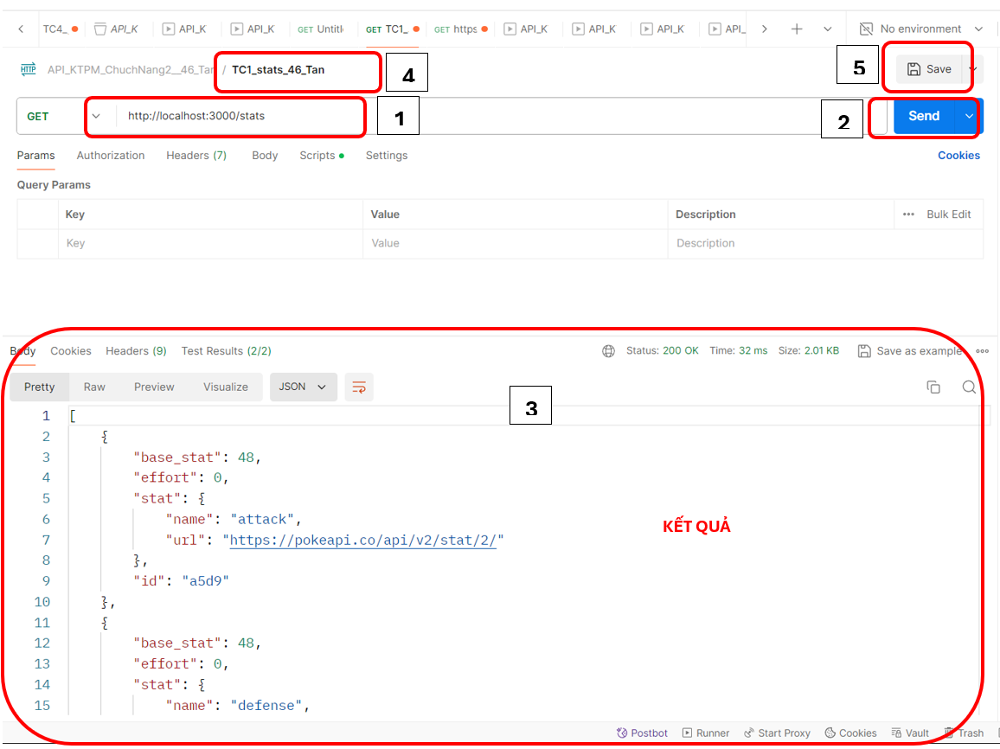 TC4_ API_K API_K API_K GET Untitle GET TC1_ GET https API_K API_K API_K API_ No environment
HTTP API_KTPM_ChucNang2__46_Tan / TC1_stats_46_Tan 4 5 Save
GET http://localhost:3000/stats 1 2 Send
Params Authorization Headers (7) Body Scripts Settings Cookies
Query Params
Key Value Description Bulk Edit
Key Value Description
Body Cookies Headers (9) Test Results (2/2) Status: 200 OK Time: 32 ms Size: 2.01 KB Save as example
Pretty Raw Preview Visualize JSON
3
1 [
2 {
3 "base_stat": 48,
4 "effort": 0,
5 "stat": {
6 "name": "attack",
KẾT QUẢ
7 "url": "https://pokeapi.co/api/v2/stat/2/"
8 },
9 "id": "a5d9"
10 },
11 {
12 "base_stat": 48,
13 "effort": 0,
14 "stat": {
15 "name": "defense",
Postbot Runner Start Proxy Cookies Vault Trash